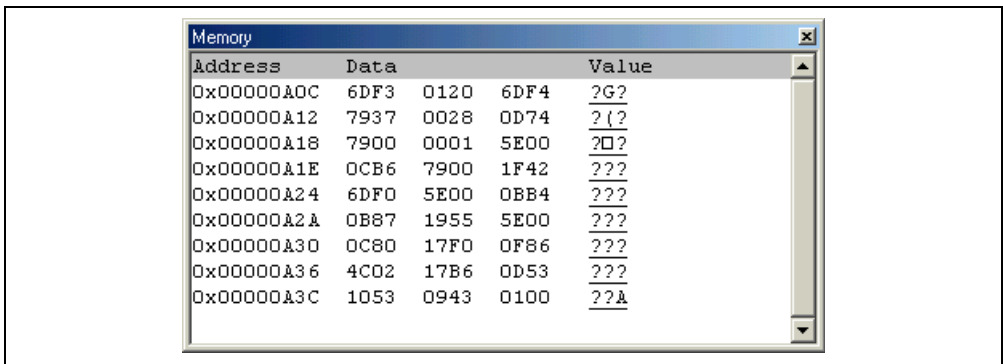 Memory
Address Data Value
0x00000A0C 6DF3 0120 6DF4 ?G?
0x00000A12 7937 0028 0D74 ?(?
0x00000A18 7900 0001 5E00 ?□?
0x00000A1E 0CB6 7900 1F42 ???
0x00000A24 6DF0 5E00 0BB4 ???
0x00000A2A 0B87 1955 5E00 ???
0x00000A30 0C80 17F0 0F86 ???
0x00000A36 4C02 17B6 0D53 ???
0x00000A3C 1053 0943 0100 ??A